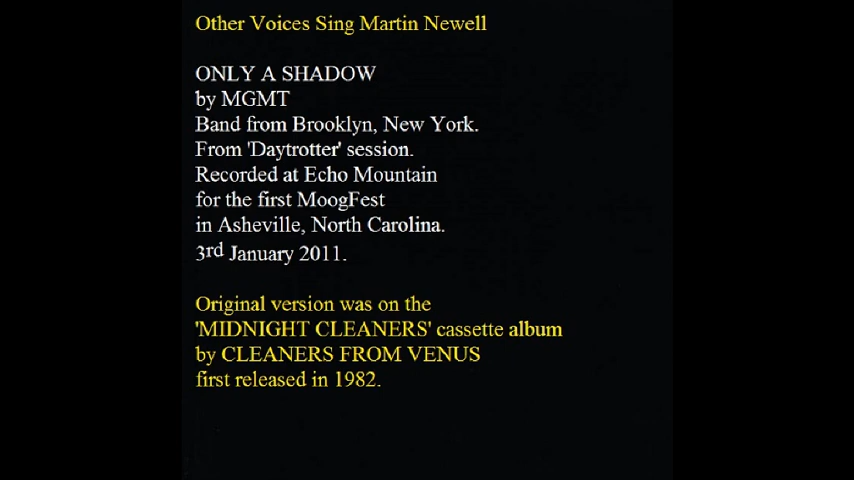 Other Voices Sing Martin Newell
ONLY A SHADOW
by MGMT
Band from Brooklyn, New York.
From 'Daytrotter' session.
Recorded at Echo Mountain
for the first MoogFest
in Asheville, North Carolina.
3rd January 2011.
Original version was on the
'MIDNIGHT CLEANERS' cassette album
by CLEANERS FROM VENUS
first released in 1982.